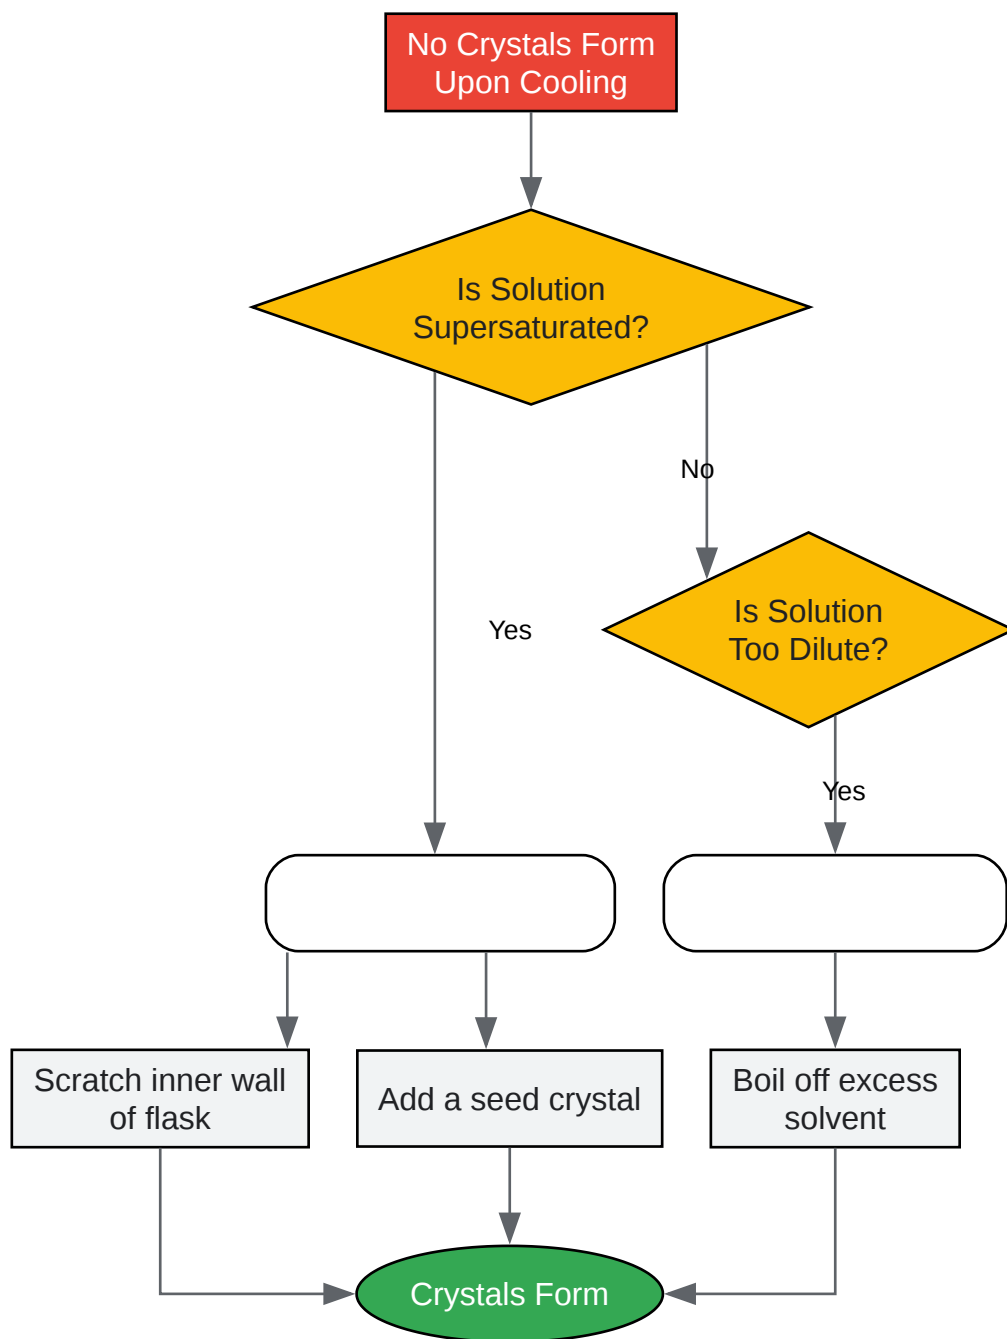 No Crystals Form
Upon Cooling
Is Solution
Supersaturated?
No
Is Solution
Too Dilute?
Yes
Yes
Scratch inner wall
of flask
Add a seed crystal
Boil off excess
solvent
Crystals Form